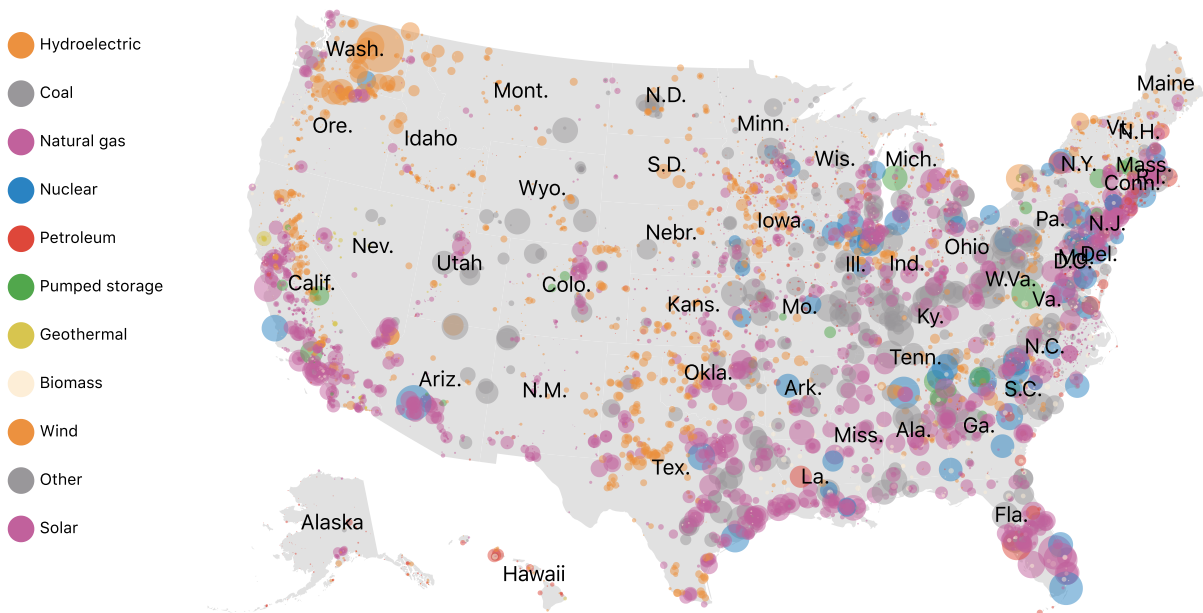 Hydroelectric
Coal
Natural gas
Nuclear
Petroleum
Pumped storage
Geothermal
Biomass
Wind
Other
Solar
Wash.
Maine
Mont.
N.D.
Minn.
Vt.
N.H.
Ore.
Idaho
Wis.
Mich.
N.Y.
Mass.
S.D.
R.I.
Conn.
Wyo.
Iowa
Pa.
N.J.
Nebr.
Nev.
Ohio
Utah
Ill.
Ind.
Md.
Del.
D.C.
Calif.
Colo.
W.Va.
Kans.
Mo.
Va.
Ky.
N.C.
Tenn.
Okla.
Ariz.
N.M.
Ark.
S.C.
Miss.
Ala.
Ga.
Tex.
La.
Alaska
Fla.
Hawaii